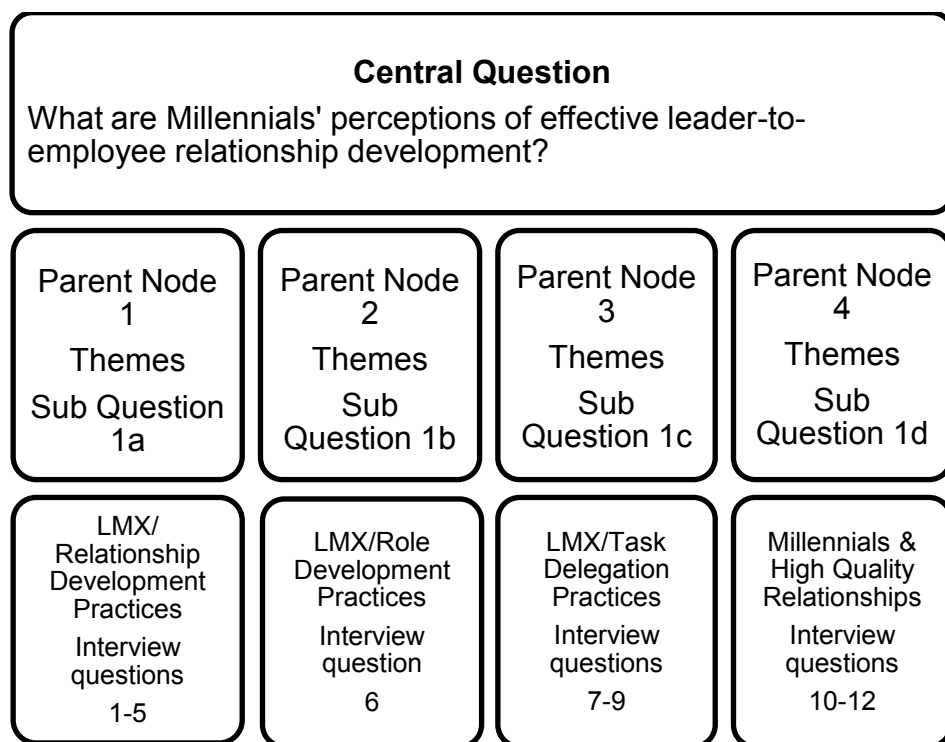 Central Question
What are Millennials' perceptions of effective leader-to-
employee relationship development?
Parent Node
1
Themes
Sub Question
1a
Parent Node
2
Themes
Sub
Question 1b
Parent Node
3
Themes
Sub
Question 1c
Parent Node
4
Themes
Sub
Question 1d
LMX/
Relationship
Development
Practices
Interview
questions
1-5
LMX/Role
Development
Practices
Interview
question
6
LMX/Task
Delegation
Practices
Interview
questions
7-9
Millennials &
High Quality
Relationships
Interview
questions
10-12